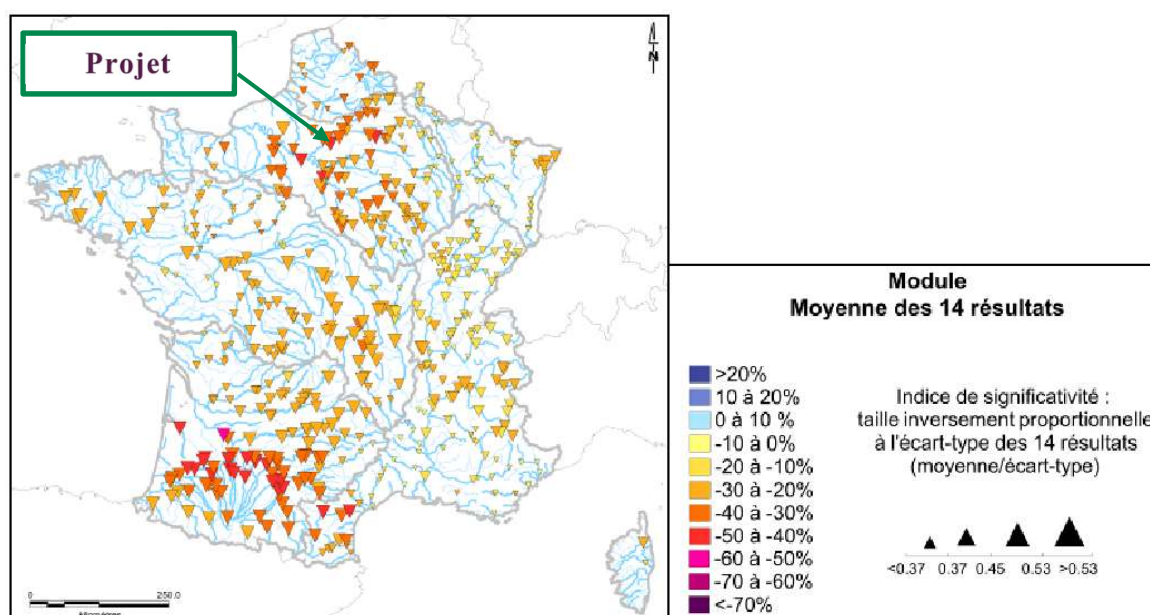 Projet
N
0
250.0
Kilomètres
Module
Moyenne des 14 résultats
>20%
10 à 20%
0 à 10 %
-10 à 0%
-20 à -10%
-30 à -20%
-40 à -30%
-50 à -40%
-60 à -50%
-70 à -60%
<-70%
Indice de significativité :
taille inversement proportionnelle
à l'écart-type des 14 résultats
(moyenne/écart-type)
<0.37 0.37 0.45 0.53 >0.53